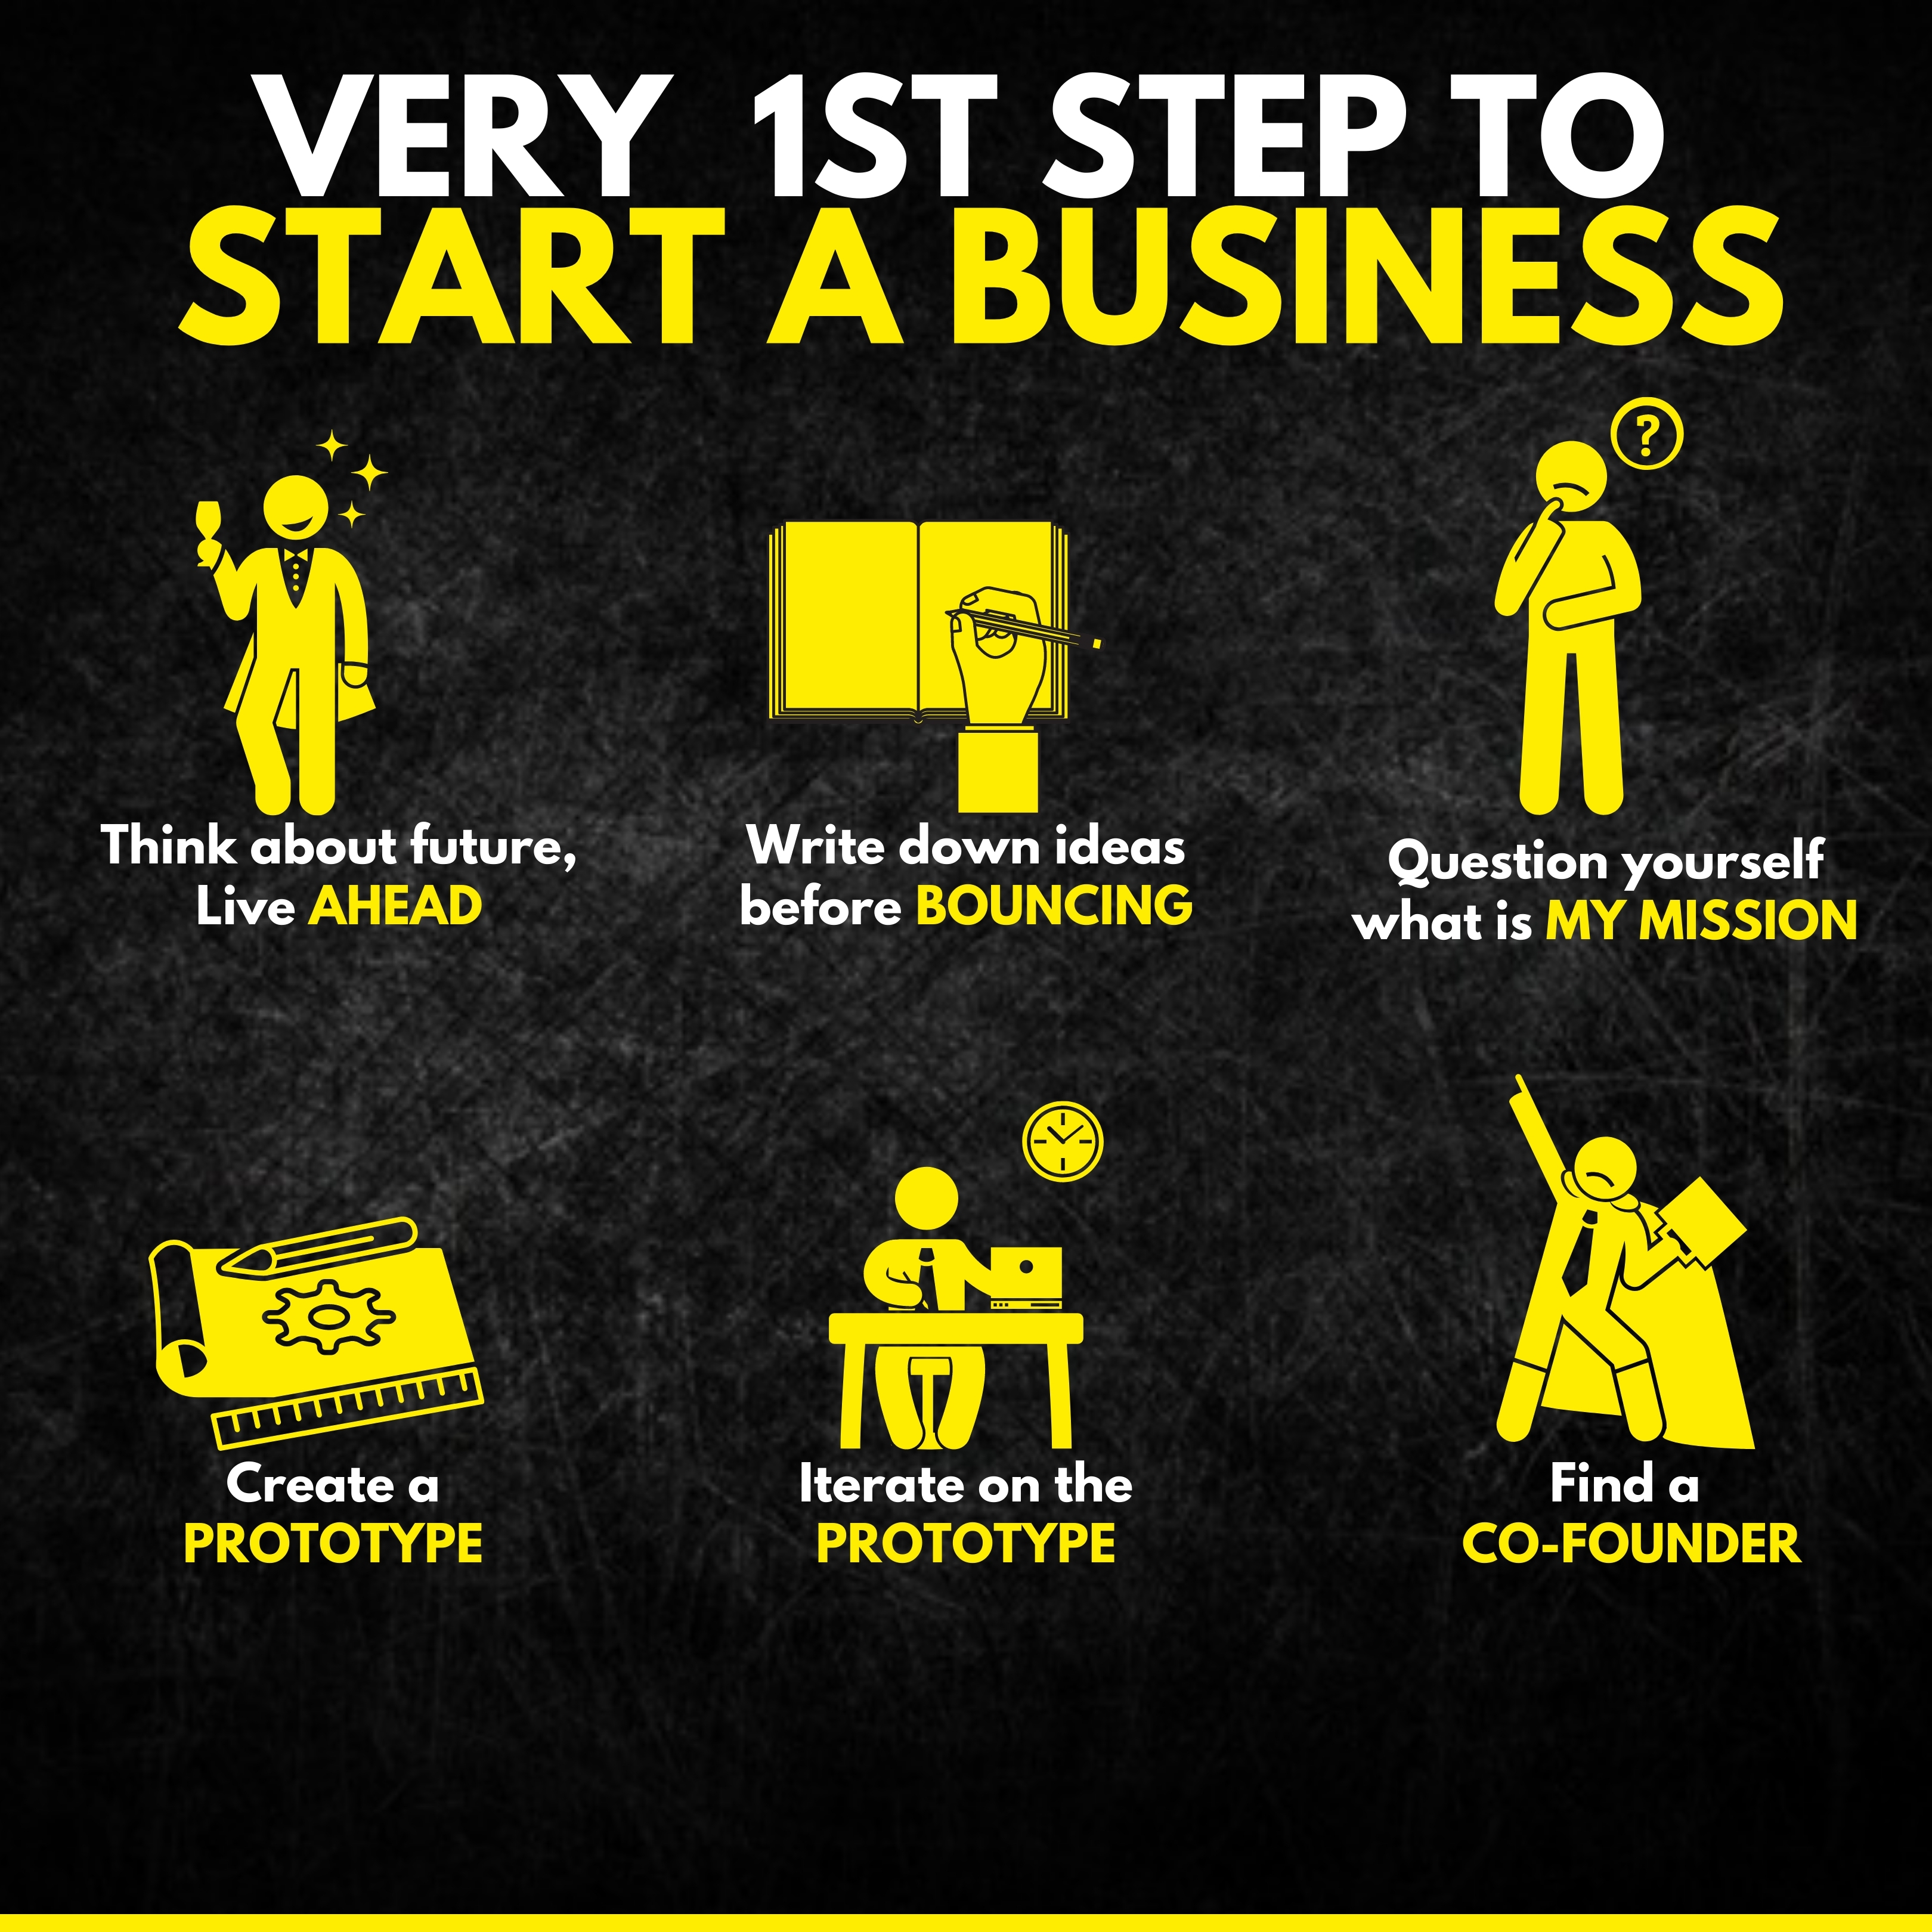 VERY 1ST STEP TO
START A BUSINESS
?
Think about future,
Live AHEAD
Write down ideas
before BOUNCING
Question yourself
what is MY MISSION
Create a
PROTOTYPE
Iterate on the
PROTOTYPE
Find a
CO-FOUNDER